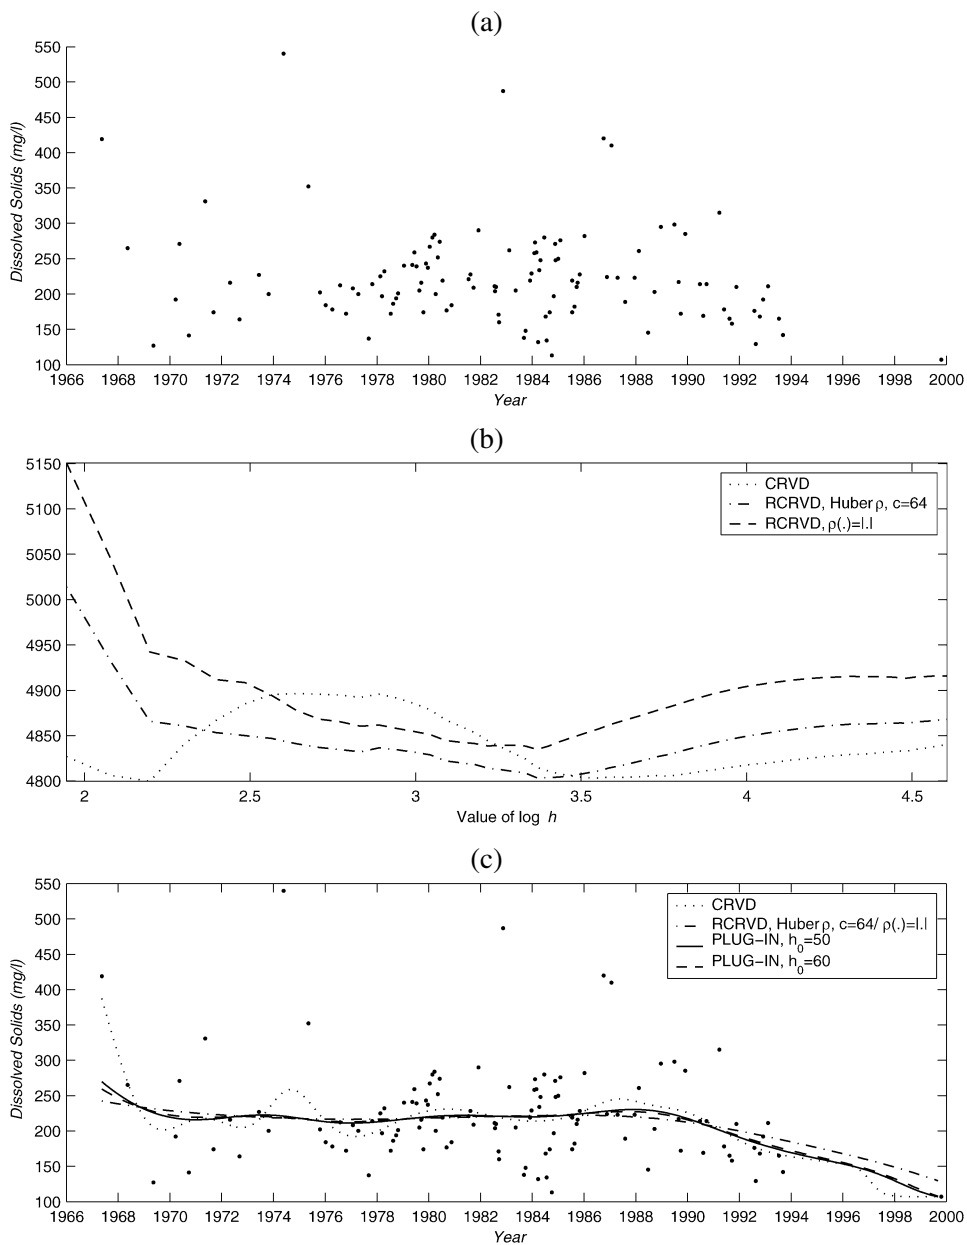 (a)
550
500
450
400
350
300
250
200
150
100
Dissolved Solids (mg/l)
1966 1968 1970 1972 1974 1976 1978 1980 1982 1984 1986 1988 1990 1992 1994 1996 1998 2000
Year
(b)
5150
5100
5050
5000
4950
4900
4850
4800
CRVD
RCRVD, Huber ρ, c=64
RCRVD, ρ(.)=|.|
2 2.5 3 3.5 4 4.5
Value of log h
(c)
550
500
450
400
350
300
250
200
150
100
Dissolved Solids (mg/l)
CRVD
RCRVD, Huber ρ, c=64/ ρ(.)=|.|
PLUG−IN, h₀=50
PLUG−IN, h₀=60
1966 1968 1970 1972 1974 1976 1978 1980 1982 1984 1986 1988 1990 1992 1994 1996 1998 2000
Year